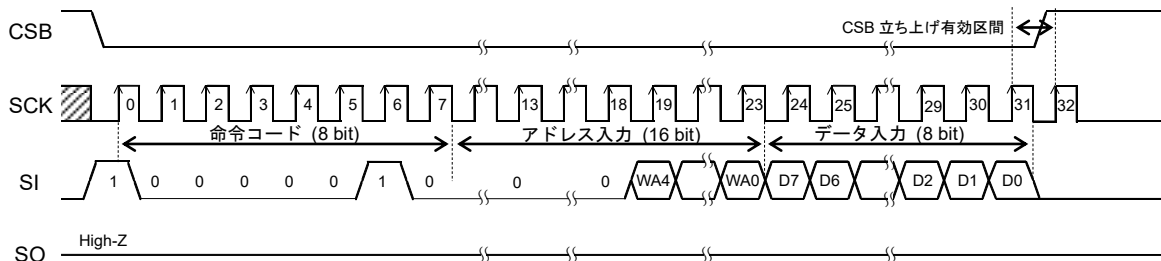 CSB
CSB 立ち上げ有効区間
SCK
0 1 2 3 4 5 6 7 13 18 19 23 24 25 29 30 31 32
命令コード (8 bit) アドレス入力 (16 bit) データ入力 (8 bit)
SI
1 0 0 0 0 0 1 0 0 0 WA4 WA0 D7 D6 D2 D1 D0
High-Z
SO